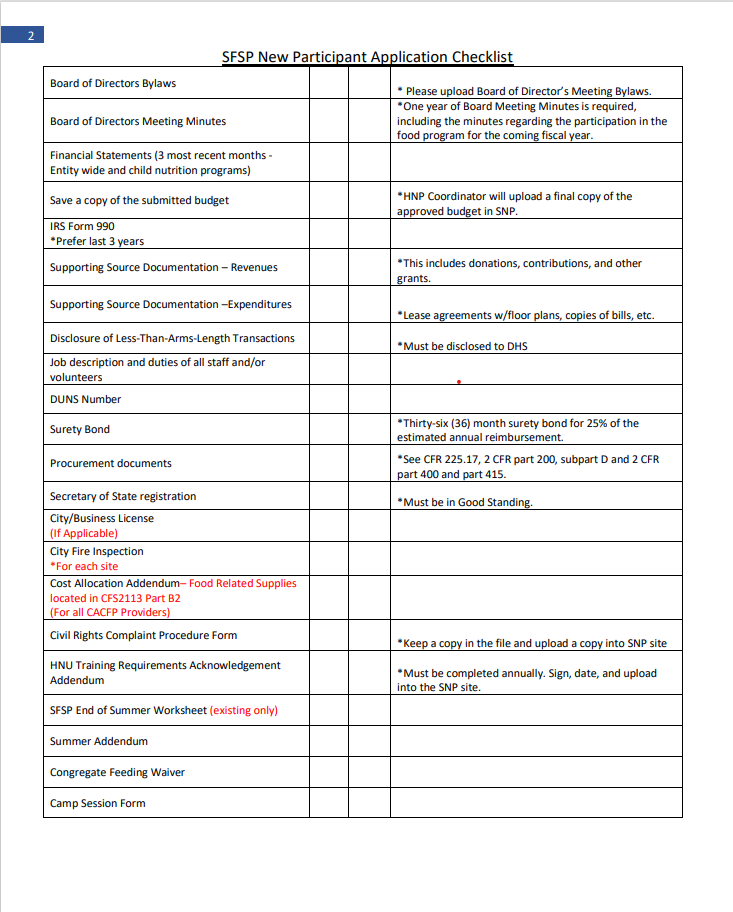 2
SFSP New Participant Application Checklist
Board of Directors Bylaws
* Please upload Board of Director’s Meeting Bylaws.
Board of Directors Meeting Minutes
*One year of Board Meeting Minutes is required,
including the minutes regarding the participation in the
food program for the coming fiscal year.
Financial Statements (3 most recent months -
Entity wide and child nutrition programs)
Save a copy of the submitted budget
*HNP Coordinator will upload a final copy of the
approved budget in SNP.
IRS Form 990
*Prefer last 3 years
Supporting Source Documentation – Revenues
*This includes donations, contributions, and other
grants.
Supporting Source Documentation –Expenditures
*Lease agreements w/floor plans, copies of bills, etc.
Disclosure of Less-Than-Arms-Length Transactions
*Must be disclosed to DHS
Job description and duties of all staff and/or
volunteers
DUNS Number
Surety Bond
*Thirty-six (36) month surety bond for 25% of the
estimated annual reimbursement.
Procurement documents
*See CFR 225.17, 2 CFR part 200, subpart D and 2 CFR
part 400 and part 415.
Secretary of State registration
*Must be in Good Standing.
City/Business License
(If Applicable)
City Fire Inspection
*For each site
Cost Allocation Addendum– Food Related Supplies
located in CFS2113 Part B2
(For all CACFP Providers)
Civil Rights Complaint Procedure Form
*Keep a copy in the file and upload a copy into SNP site
HNU Training Requirements Acknowledgement
Addendum
*Must be completed annually. Sign, date, and upload
into the SNP site.
SFSP End of Summer Worksheet (existing only)
Summer Addendum
Congregate Feeding Waiver
Camp Session Form